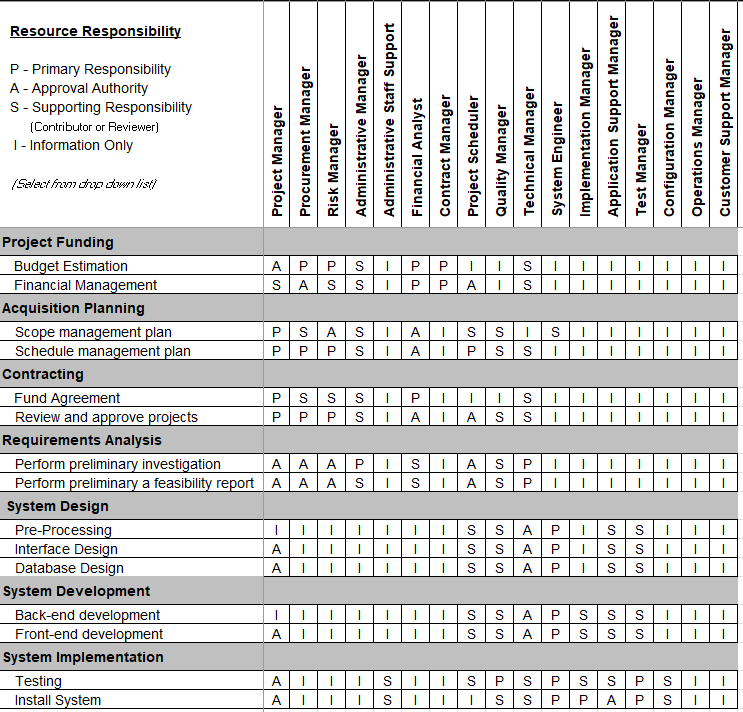 Resource Responsibility
P - Primary Responsibility
A - Approval Authority
S - Supporting Responsibility
(Contributor or Reviewer)
I - Information Only
(Select from drop down list)
Project Manager
Procurement Manager
Risk Manager
Administrative Manager
Administrative Staff Support
Financial Analyst
Contract Manager
Project Scheduler
Quality Manager
Technical Manager
System Engineer
Implementation Manager
Application Support Manager
Test Manager
Configuration Manager
Operations Manager
Customer Support Manager
Project Funding
Budget Estimation A P P S I P P I I S I I I I I I I
Financial Management S A S S I P P A I S I I I I I I I
Acquisition Planning
Scope management plan P S A S I A I S S I S I I I I I I
Schedule management plan P P P S I A I P S S I I I I I I I
Contracting
Fund Agreement P S S S I P I I I S I I I I I I I
Review and approve projects P P P S I A I A S S I I I I I I I
Requirements Analysis
Perform preliminary investigation A A A P I S I A S P I I I I I I I
Perform preliminary a feasibility report A A A S I S I A S P I I I I I I I
System Design
Pre-Processing I I I I I I I S S A P I S S I I I
Interface Design A I I I I I I S S A P I S S I I I
Database Design A I I I I I I S S A P I S S I I I
System Development
Back-end development I I I I I I I S S A P S S S I I I
Front-end development A I I I I I I S S A P S S S I I I
System Implementation
Testing A I I I S I I S P S P S S P S I I
Install System A I I I S I I I S S P P A P S I I